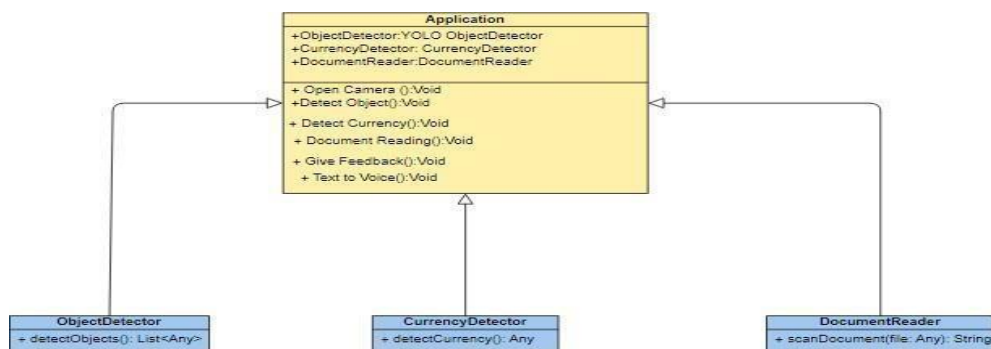 Application
+ObjectDetector:YOLO ObjectDetector
+CurrencyDetector: CurrencyDetector
+DocumentReader:DocumentReader
+ Open Camera ():Void
+Detect Object():Void
+ Detect Currency():Void
+ Document Reading():Void
+ Give Feedback():Void
+ Text to Voice():Void
ObjectDetector
+ detectObjects(): List<Any>
CurrencyDetector
+ detectCurrency(): Any
DocumentReader
+ scanDocument(file: Any): String